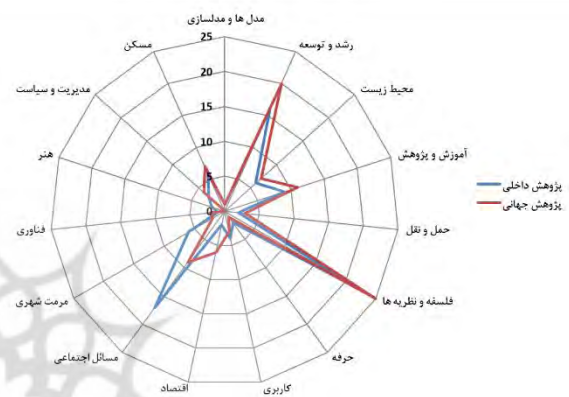 مدل ها و مدلسازی
رشد و توسعه
محیط زیست
آموزش و پژوهش
حمل و نقل
فلسفه و نظریه ها
حرفه
کاربری
اقتصاد
مسائل اجتماعی
مرمت شهری
فناوری
هنر
مدیریت و سیاست
مسکن
25
20
15
10
5
0
پژوهش داخلی
پژوهش جهانی